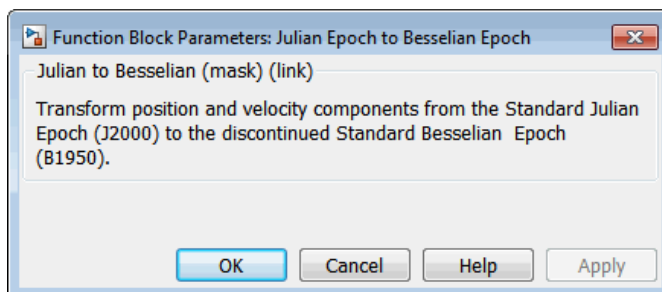 Function Block Parameters: Julian Epoch to Besselian Epoch
Julian to Besselian (mask) (link)
Transform position and velocity components from the Standard Julian
Epoch (J2000) to the discontinued Standard Besselian  Epoch
(B1950).
OK Cancel Help Apply